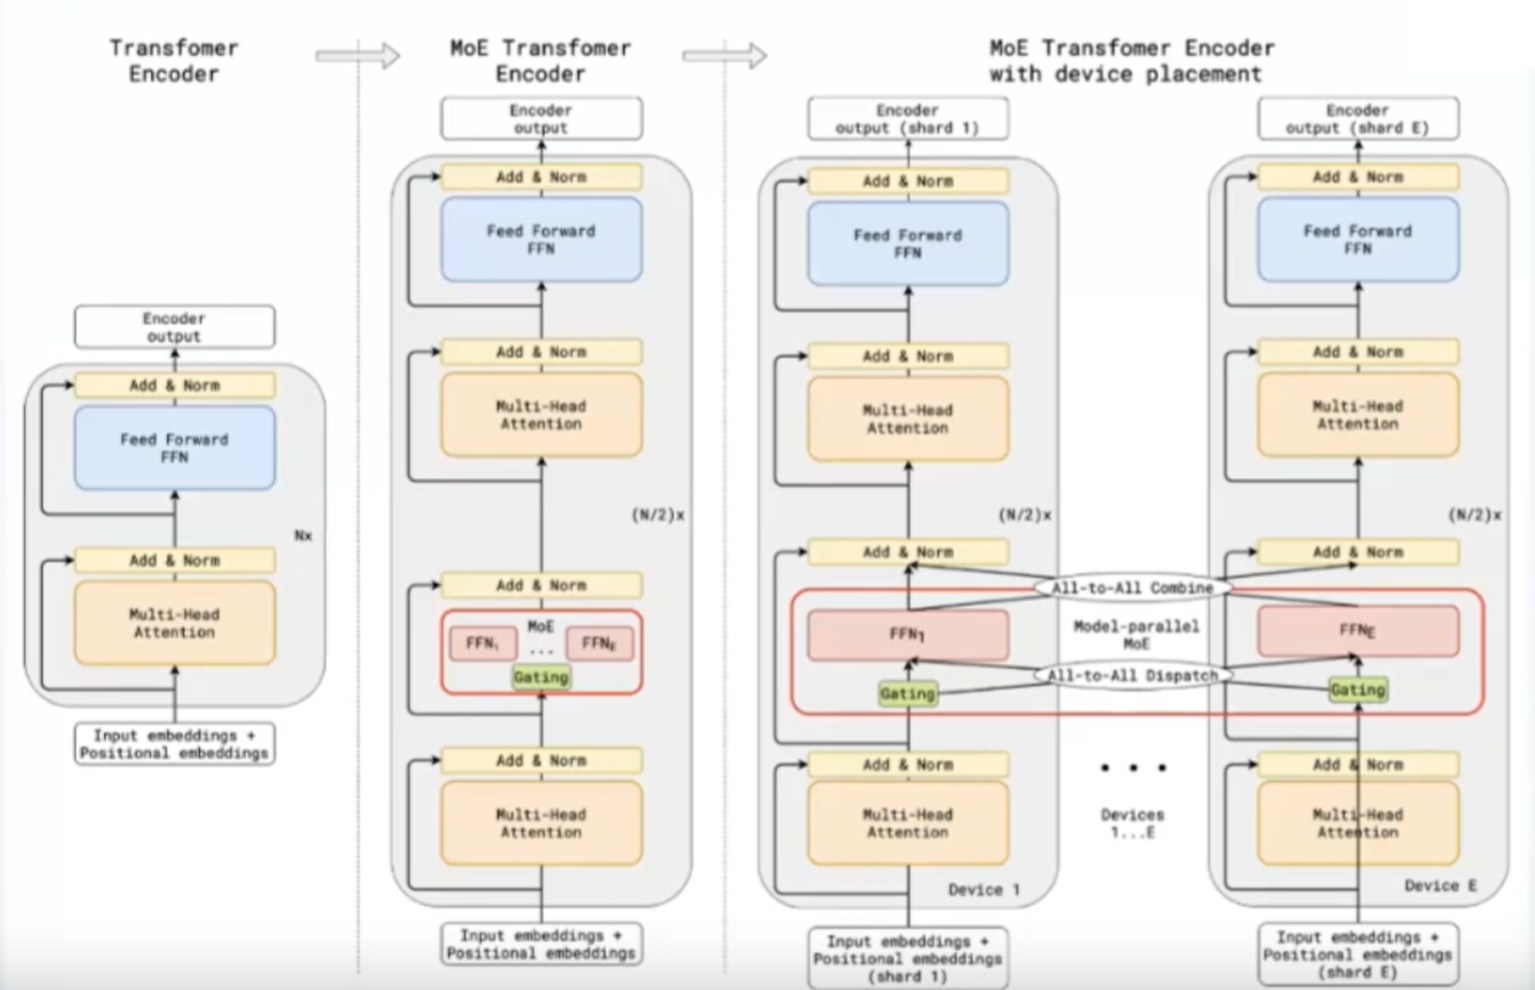 Transfomer
Encoder
Encoder
output
Add & Norm
Feed Forward
FFN
Nx
Add & Norm
Multi-Head
Attention
Input embeddings +
Positional embeddings
MoE Transfomer
Encoder
Encoder
output
Add & Norm
Feed Forward
FFN
Add & Norm
Multi-Head
Attention
(N/2)x
Add & Norm
MoE
FFN₁ ... FFNE
Gating
Add & Norm
Multi-Head
Attention
Input embeddings +
Positional embeddings
MoE Transfomer Encoder
with device placement
Encoder
output (shard 1)
Add & Norm
Feed Forward
FFN
Add & Norm
Multi-Head
Attention
(N/2)x
Add & Norm
FFN₁
Gating
Add & Norm
Multi-Head
Attention
Device 1
Input embeddings +
Positional embeddings
(shard 1)
All-to-All Combine
Model-parallel
MoE
All-to-All Dispatch
• • •
Devices
1...E
Encoder
output (shard E)
Add & Norm
Feed Forward
FFN
Add & Norm
Multi-Head
Attention
(N/2)x
Add & Norm
FFNE
Gating
Add & Norm
Multi-Head
Attention
Device E
Input embeddings +
Positional embeddings
(shard E)